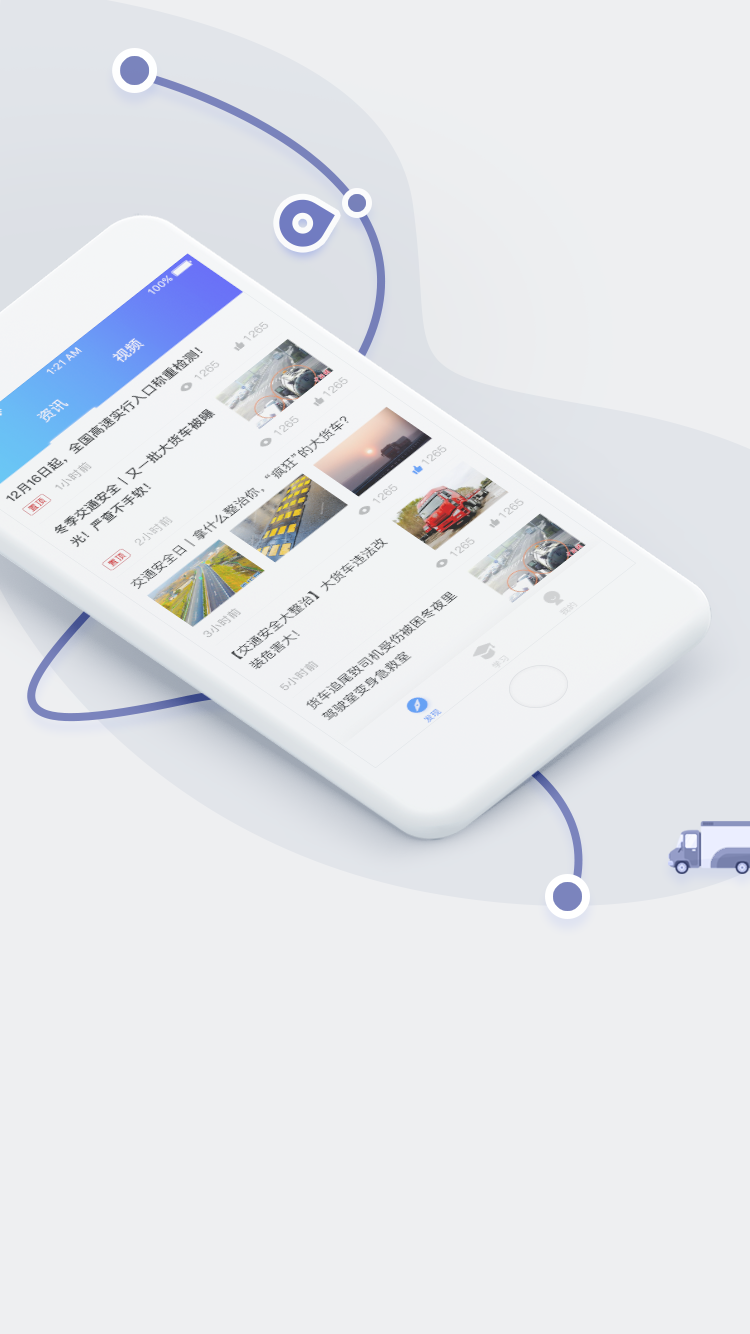 1:21 AM
100%
资讯
视频
12月16日起，全国高速实行入口称重检测！
置顶
1小时前
1265
1265
冬季交通安全丨又一批大货车被曝
光！严查不手软！
置顶
2小时前
1265
1265
交通安全日丨拿什么整治你，“疯狂”的大货车？
3小时前
1265
1265
【交通安全大整治】大货车违法改
装危害大！
5小时前
1265
1265
货车追尾致司机受伤被困冬夜里
驾驶室变身急救室
发现
学习
我的